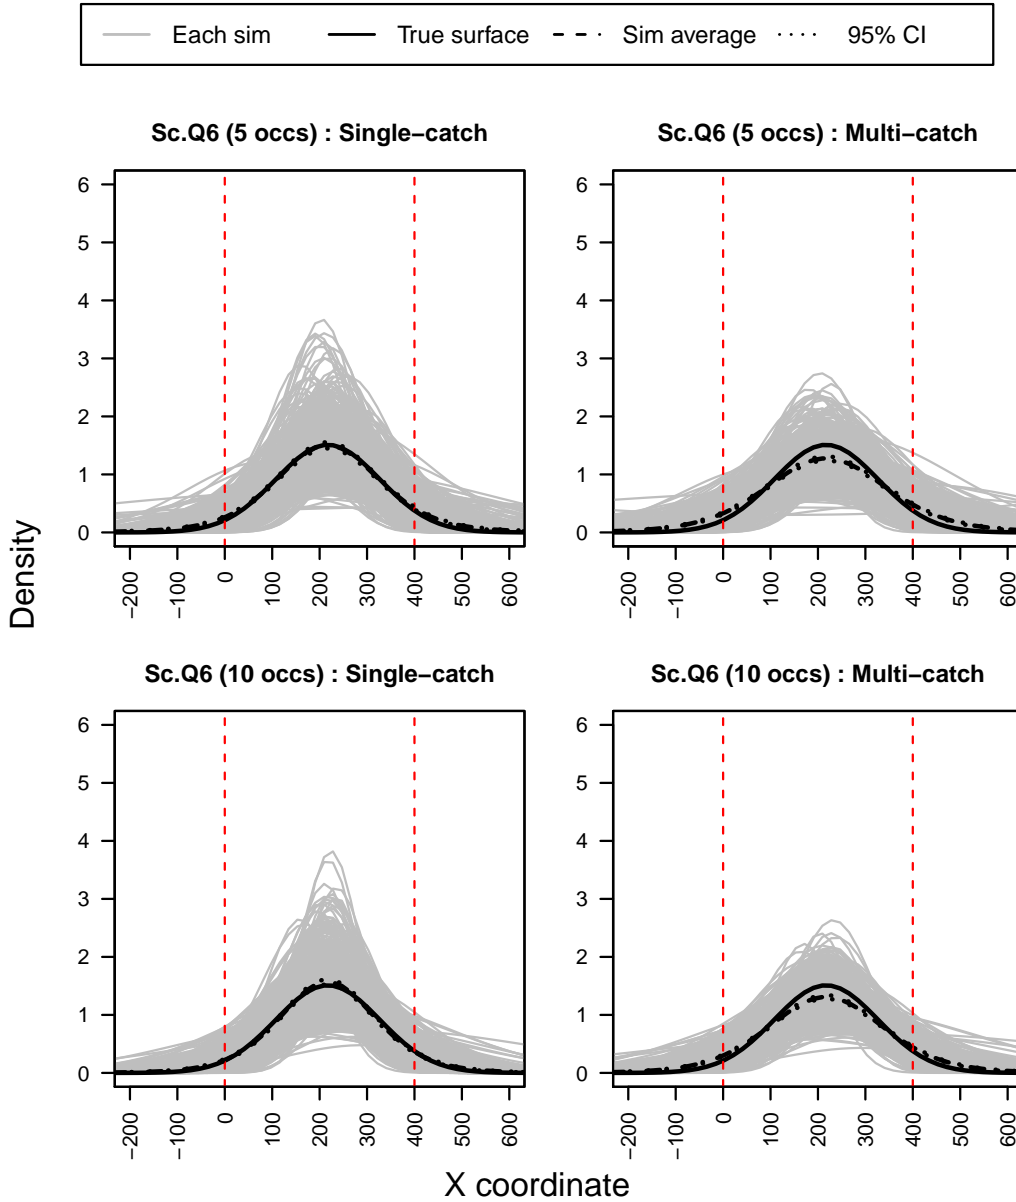 Each sim True surface Sim average 95% CI
Sc.Q6 (5 occs) : Single−catch Sc.Q6 (5 occs) : Multi−catch
6 6
5 5
4 4
3 3
2 2
1 1
0 0
−200 −100 0 100 200 300 400 500 600 −200 −100 0 100 200 300 400 500 600
Density
Sc.Q6 (10 occs) : Single−catch Sc.Q6 (10 occs) : Multi−catch
6 6
5 5
4 4
3 3
2 2
1 1
0 0
−200 −100 0 100 200 300 400 500 600 −200 −100 0 100 200 300 400 500 600
X coordinate